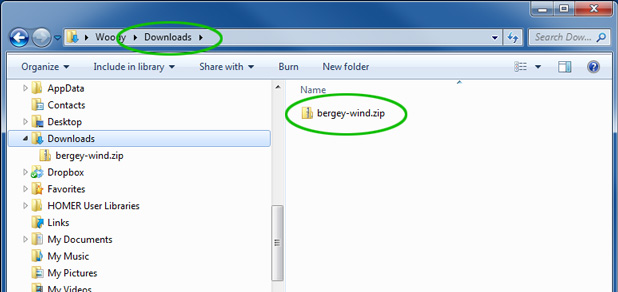 Woody Downloads
Search Dow...
Organize Include in library Share with Burn New folder
AppData
Contacts
Desktop
Downloads
bergey-wind.zip
Dropbox
Favorites
HOMER User Libraries
Links
My Documents
My Music
My Pictures
My Videos
Name
bergey-wind.zip